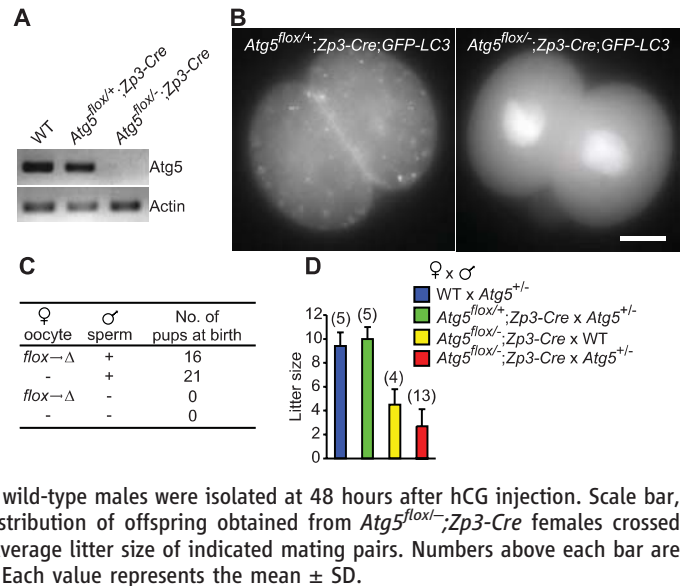 A
WT
Atg5flox/+;Zp3-Cre
Atg5flox/-;Zp3-Cre
Atg5
Actin
B
Atg5flox/+;Zp3-Cre;GFP-LC3
Atg5flox/-;Zp3-Cre;GFP-LC3
C
♀ ♂ No. of
oocyte sperm pups at birth
flox→Δ + 16
- + 21
flox→Δ - 0
- - 0
D
♀ x ♂
WT x Atg5+/-
Atg5flox/+;Zp3-Cre x Atg5+/-
Atg5flox/-;Zp3-Cre x WT
Atg5flox/-;Zp3-Cre x Atg5+/-
Litter size
12
10
8
6
4
2
0
(5) (5) (4) (13)
wild-type males were isolated at 48 hours after hCG injection. Scale bar,
stribution of offspring obtained from Atg5flox/–;Zp3-Cre females crossed
verage litter size of indicated mating pairs. Numbers above each bar are
Each value represents the mean ± SD.